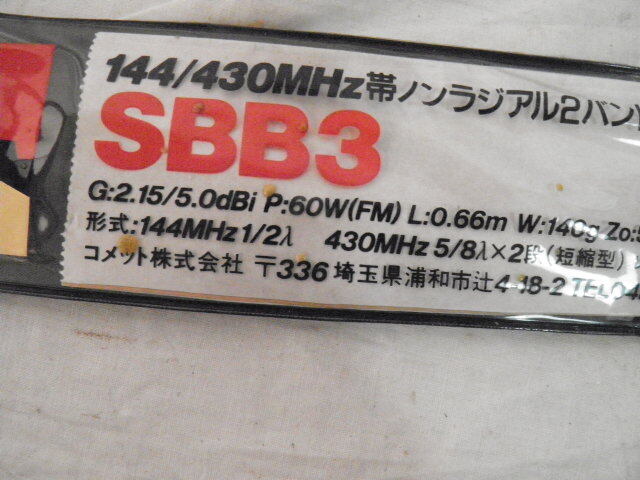 144/430MHz帯ノンラジアル2バン
SBB3
G:2.15/5.0dBi P:60W(FM) L:0.66m W:140g Zo:5
形式:144MHz 1/2λ 430MHz 5/8λ×2段(短縮型)
コメット株式会社 〒336 埼玉県浦和市辻4-18-2 TEL04